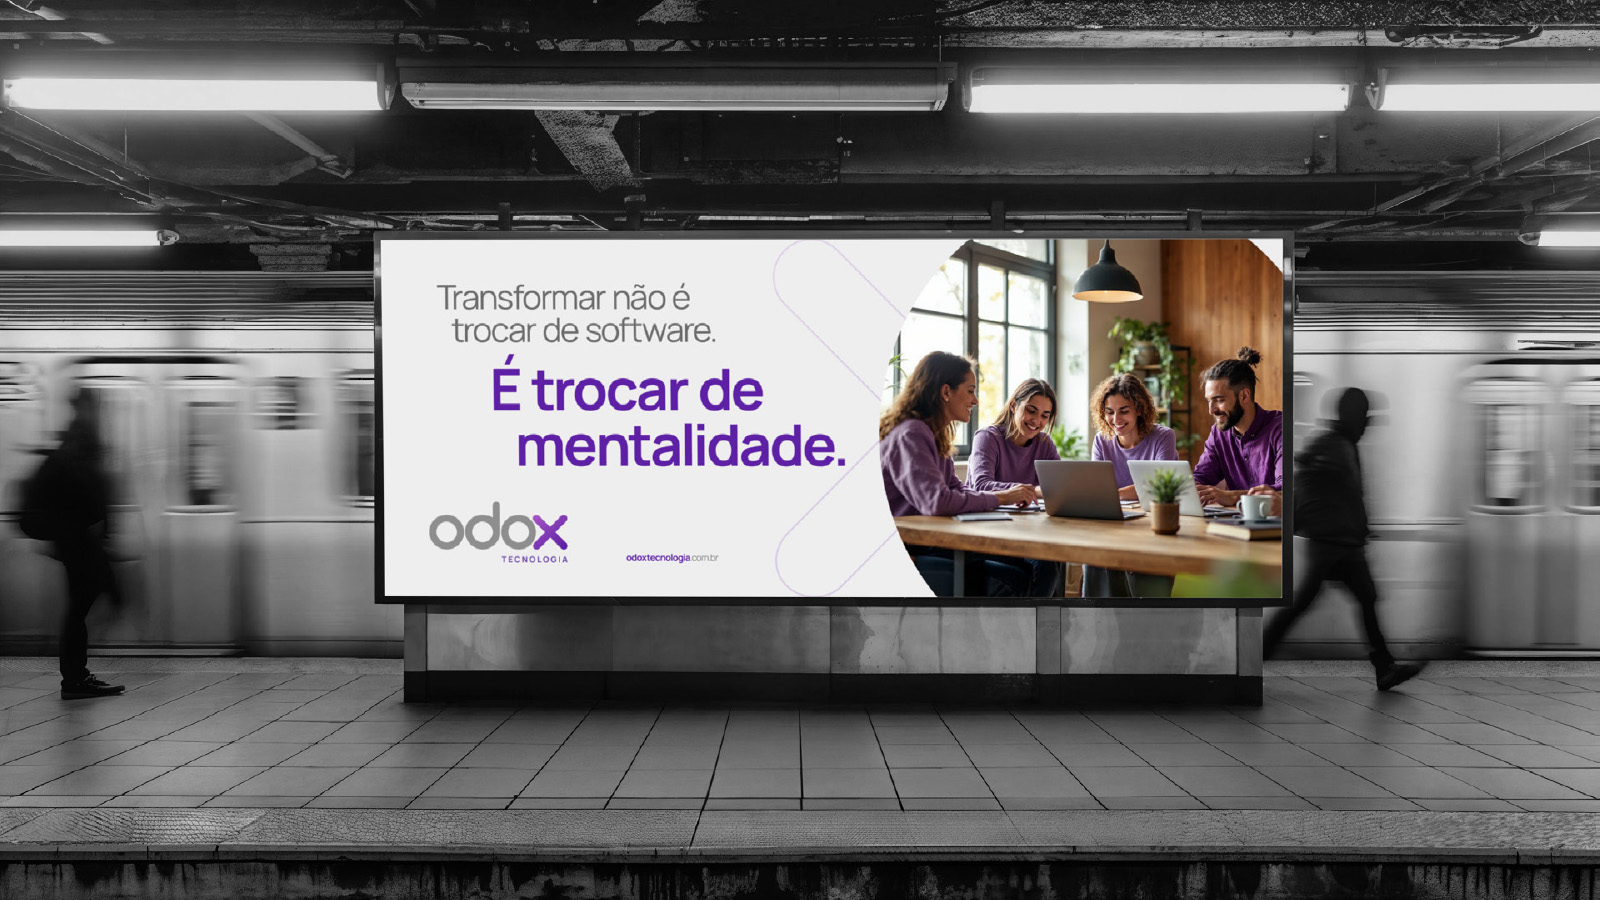 Transformar não é
trocar de software.
É trocar de
mentalidade.
odox
TECNOLOGIA
odoxtecnologia.com.br